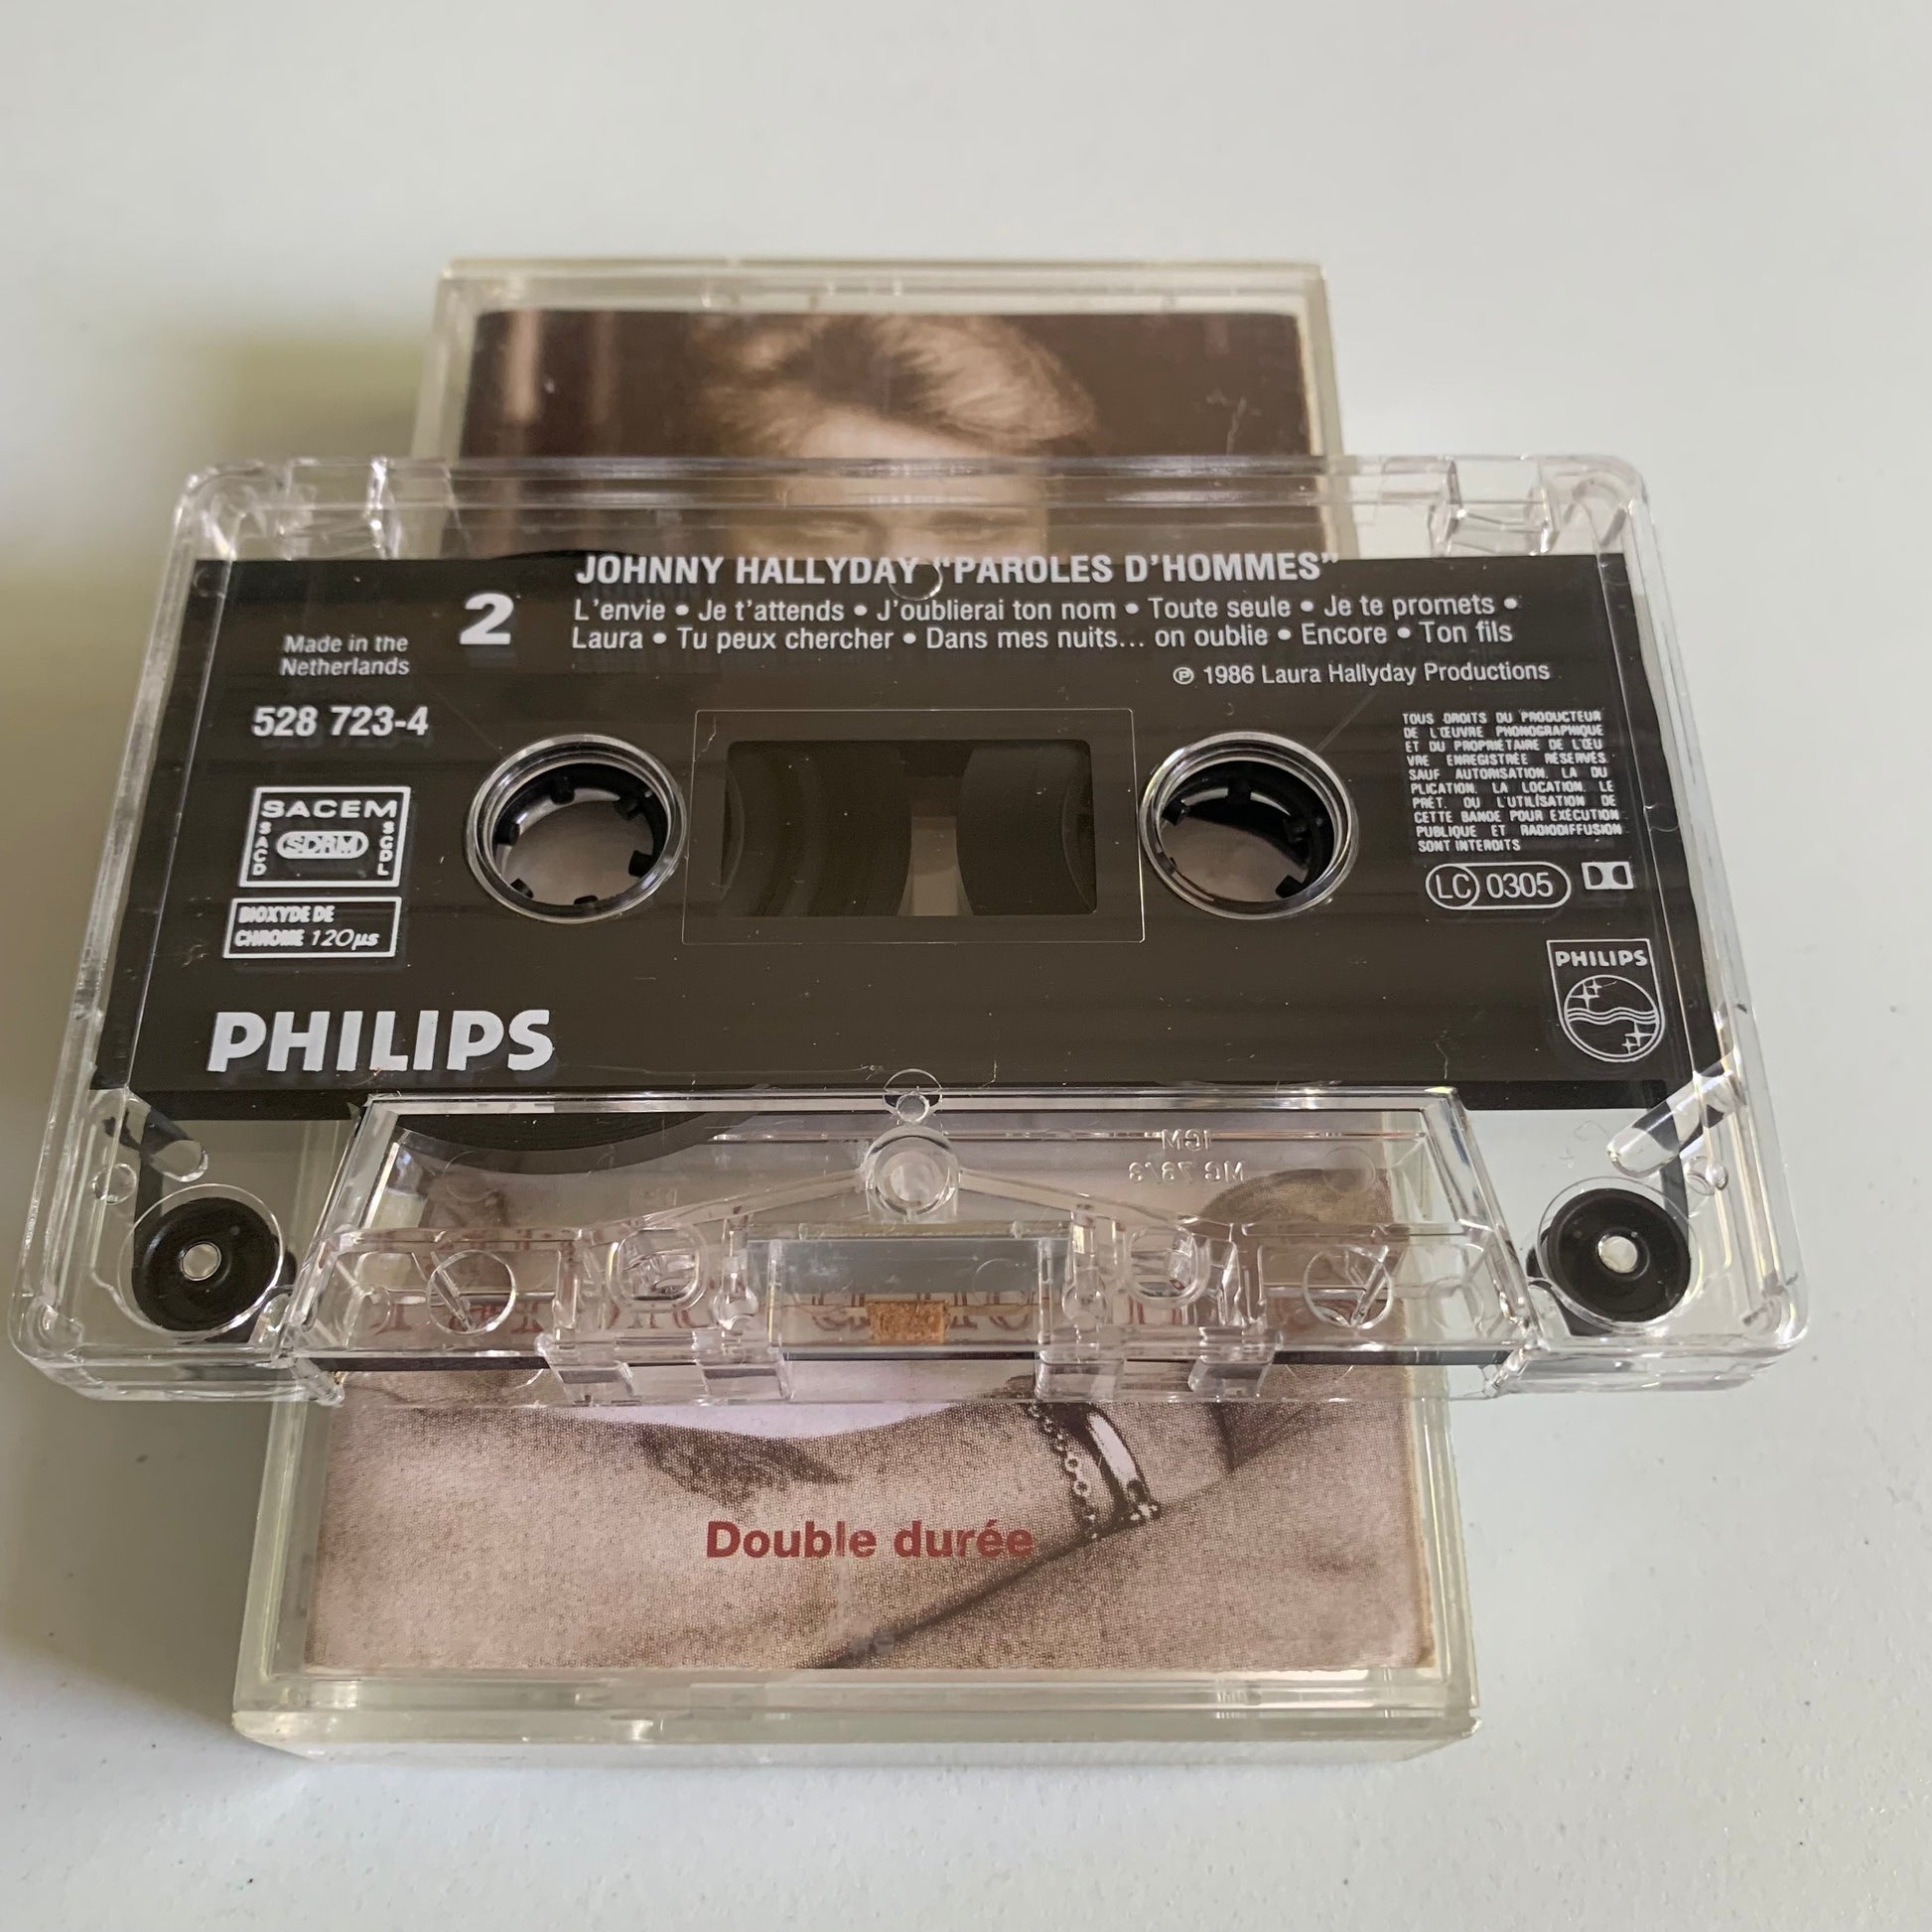 JOHNNY HALLYDAY "PAROLES D'HOMMES"
2
L'envie • Je t'attends • J'oublierai ton nom • Toute seule • Je te promets •
Laura • Tu peux chercher • Dans mes nuits... on oublie • Encore • Ton fils
Made in the
Netherlands
℗ 1986 Laura Hallyday Productions
528 723-4
TOUS DROITS DU PRODUCTEUR
DE L'ŒUVRE PHONOGRAPHIQUE
ET DU PROPRIÉTAIRE DE L'ŒU
VRE ENREGISTRÉE RÉSERVÉS.
SAUF AUTORISATION, LA DU
PLICATION, LA LOCATION, LE
PRÊT, OU L'UTILISATION DE
CETTE BANDE POUR EXÉCUTION
PUBLIQUE ET RADIODIFFUSION
SONT INTERDITS
SACEM
SACD
SDRM
SCDL
LC 0305
BIOXYDE DE
CHROME 120µs
PHILIPS
PHILIPS
Double durée